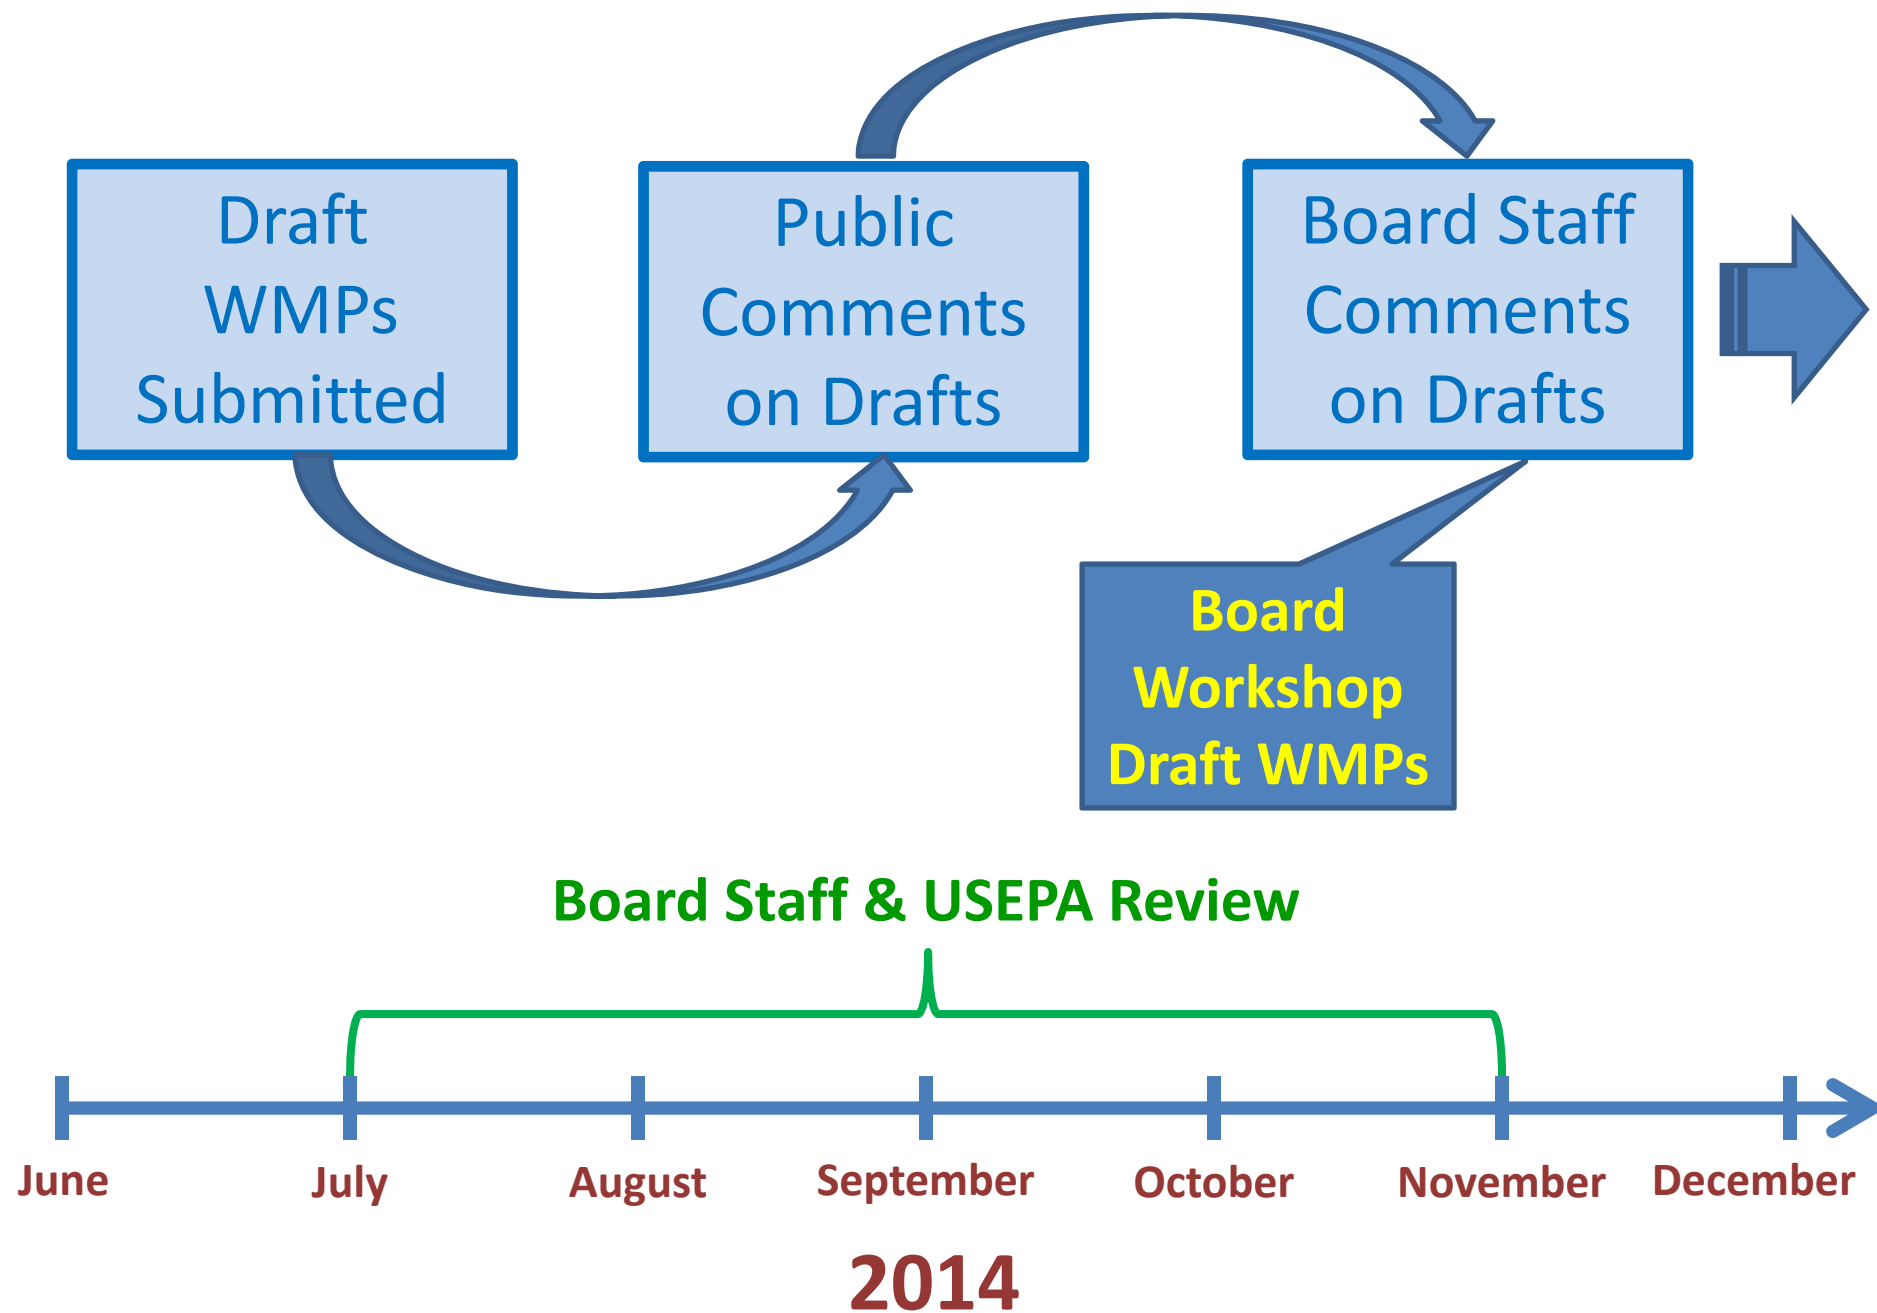 Draft
WMPs
Submitted
Public
Comments
on Drafts
Board Staff
Comments
on Drafts
Board
Workshop
Draft WMPs
Board Staff & USEPA Review
June
July
August
September
October
November
December
2014